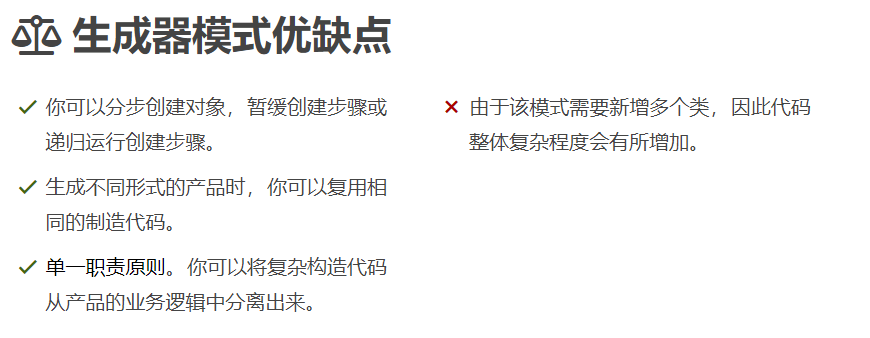 生成器模式优缺点
你可以分步创建对象，暂缓创建步骤或
递归运行创建步骤。
生成不同形式的产品时，你可以复用相
同的制造代码。
单一职责原则。你可以将复杂构造代码
从产品的业务逻辑中分离出来。
由于该模式需要新增多个类，因此代码
整体复杂程度会有所增加。